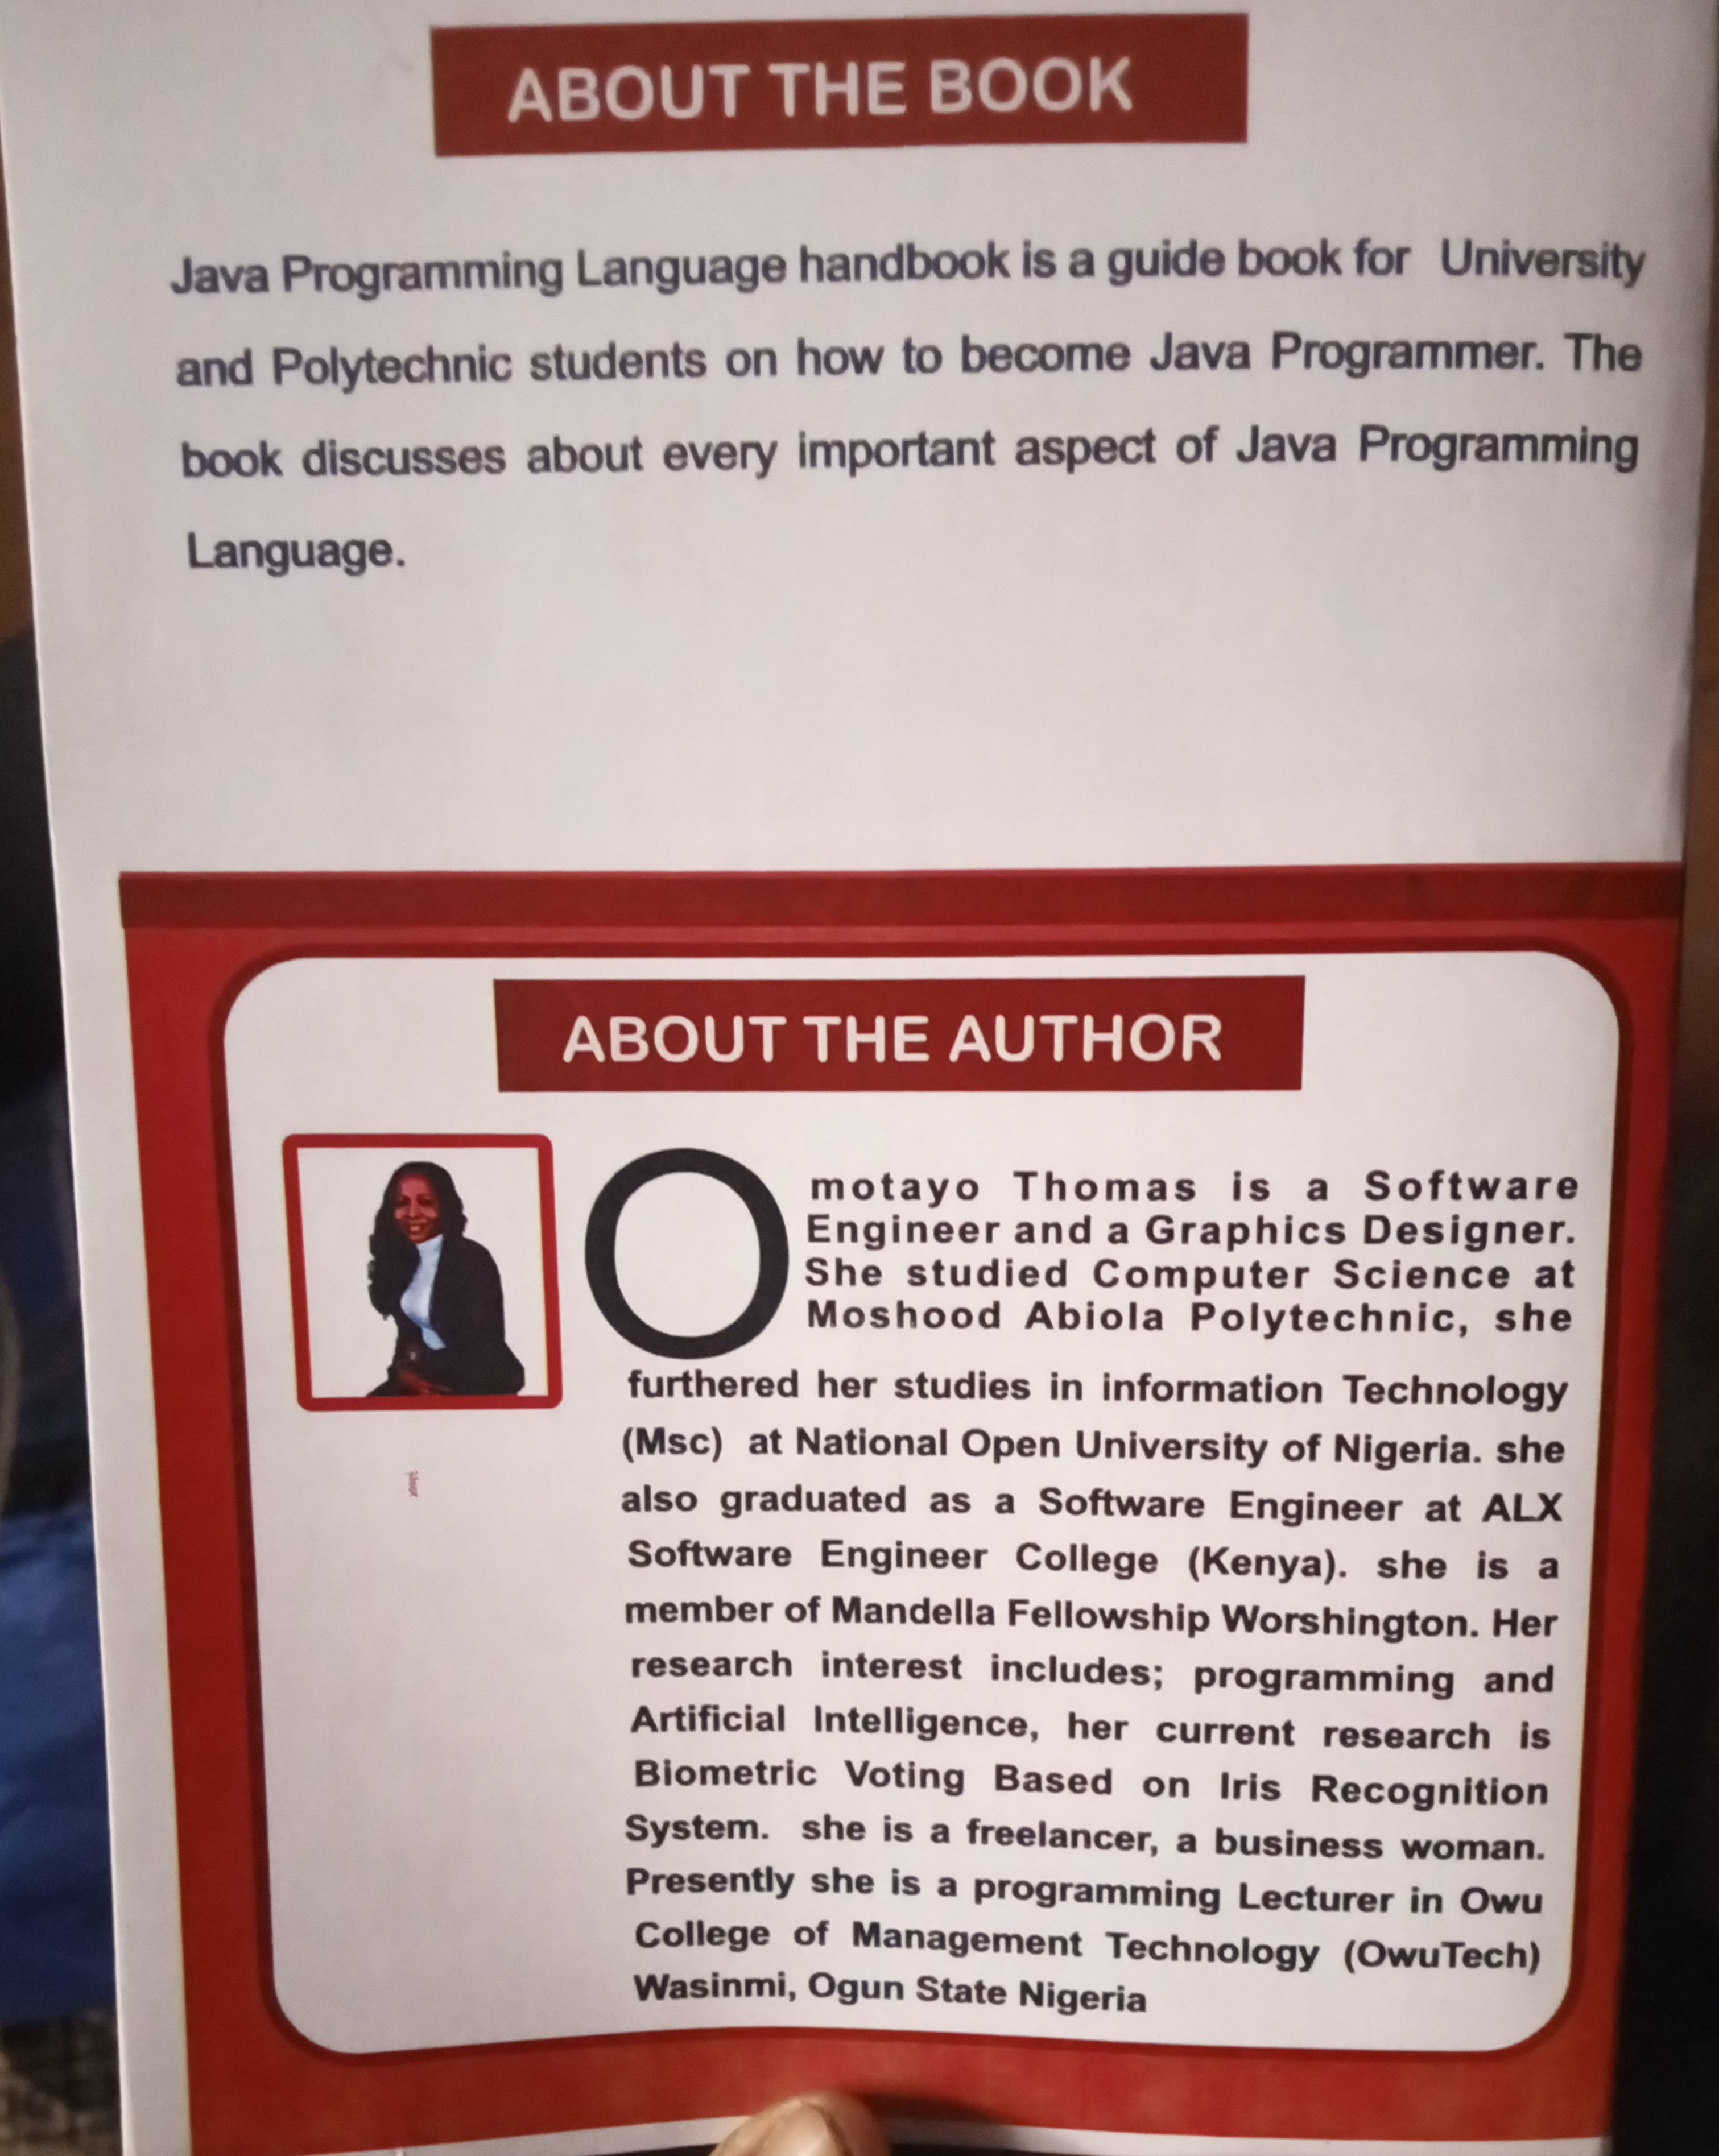 ABOUT THE BOOK
Java Programming Language handbook is a guide book for University
and Polytechnic students on how to become Java Programmer. The
book discusses about every important aspect of Java Programming
Language.
ABOUT THE AUTHOR
Omotayo Thomas is a Software
Engineer and a Graphics Designer.
She studied Computer Science at
Moshood Abiola Polytechnic, she
furthered her studies in information Technology
(Msc) at National Open University of Nigeria. she
also graduated as a Software Engineer at ALX
Software Engineer College (Kenya). she is a
member of Mandella Fellowship Worshington. Her
research interest includes; programming and
Artificial Intelligence, her current research is
Biometric Voting Based on Iris Recognition
System. she is a freelancer, a business woman.
Presently she is a programming Lecturer in Owu
College of Management Technology (OwuTech)
Wasinmi, Ogun State Nigeria